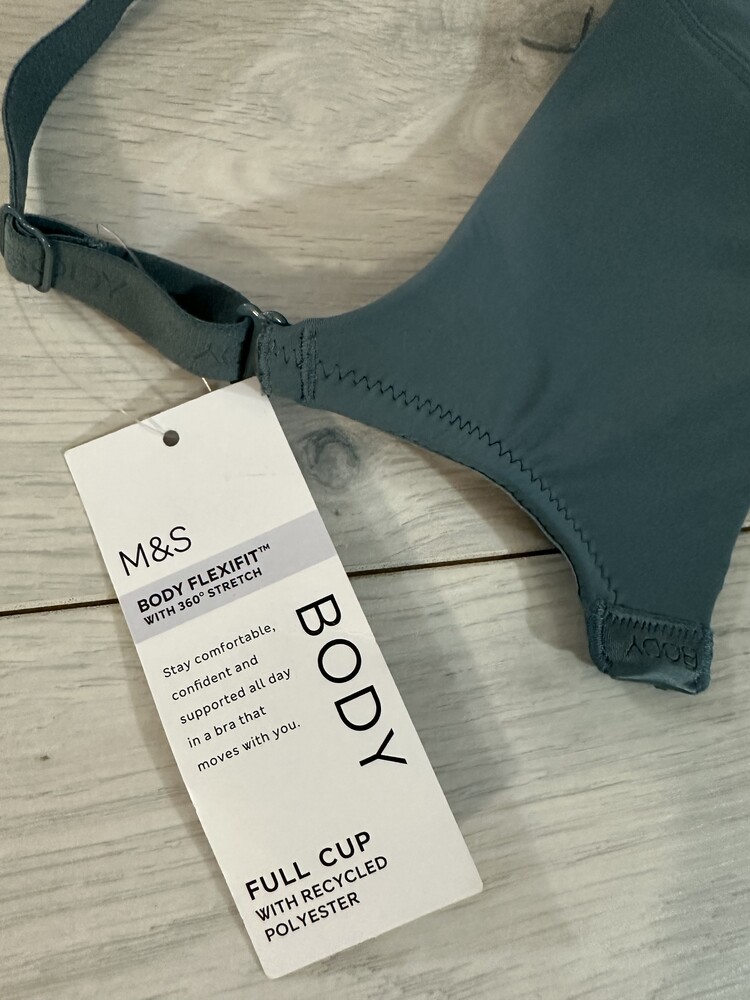 M&S
BODY FLEXIFIT™
WITH 360° STRETCH
Stay comfortable,
confident and
supported all day
in a bra that
moves with you.
BODY
FULL CUP
WITH RECYCLED
POLYESTER
BODY